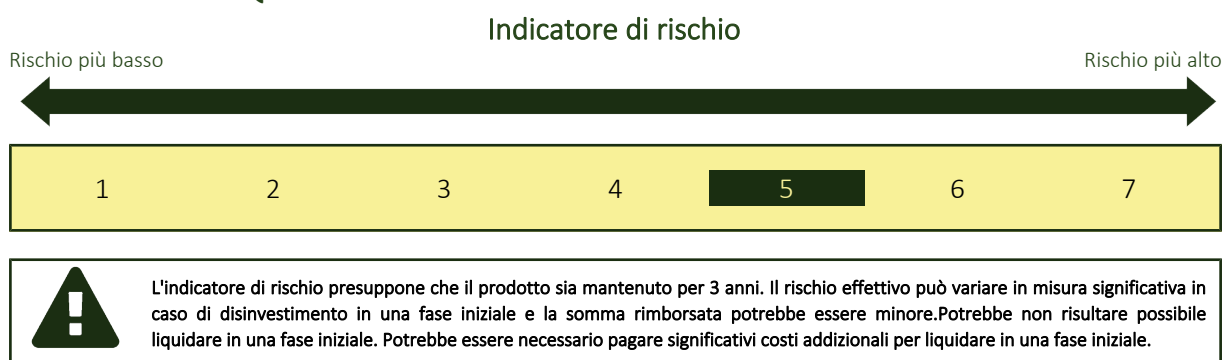 Indicatore di rischio
Rischio più basso
Rischio più alto
1 2 3 4 5 6 7
L'indicatore di rischio presuppone che il prodotto sia mantenuto per 3 anni. Il rischio effettivo può variare in misura significativa in
caso di disinvestimento in una fase iniziale e la somma rimborsata potrebbe essere minore.Potrebbe non risultare possibile
liquidare in una fase iniziale. Potrebbe essere necessario pagare significativi costi addizionali per liquidare in una fase iniziale.